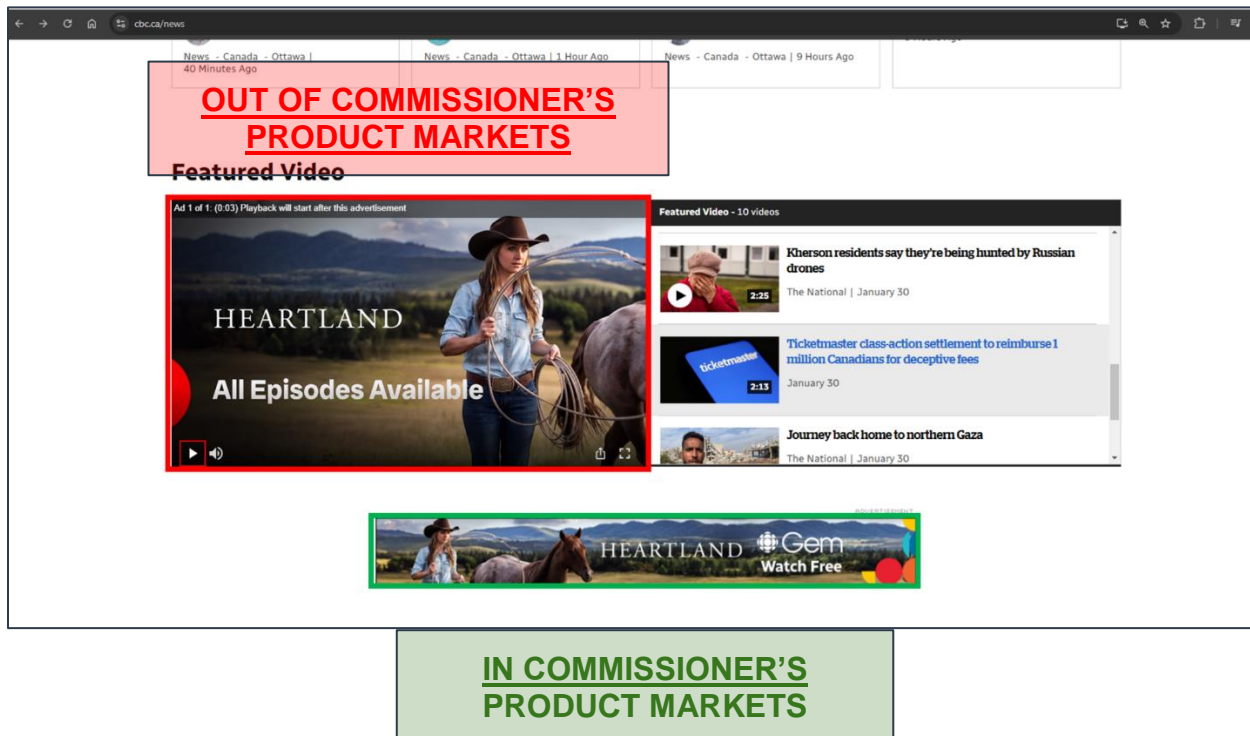 cbc.ca/news
News - Canada - Ottawa |
40 Minutes Ago
News - Canada - Ottawa | 1 Hour Ago
News - Canada - Ottawa | 9 Hours Ago
OUT OF COMMISSIONER'S
PRODUCT MARKETS
Featured Video
Ad 1 of 1: (0:03) Playback will start after this advertisement
HEARTLAND
All Episodes Available
Featured Video - 10 videos
Kherson residents say they're being hunted by Russian
drones
The National | January 30
2:25
ticketmaster
Ticketmaster class-action settlement to reimburse 1
million Canadians for deceptive fees
January 30
2:13
Journey back home to northern Gaza
The National | January 30
ADVERTISEMENT
HEARTLAND
Gem
Watch Free
IN COMMISSIONER'S
PRODUCT MARKETS